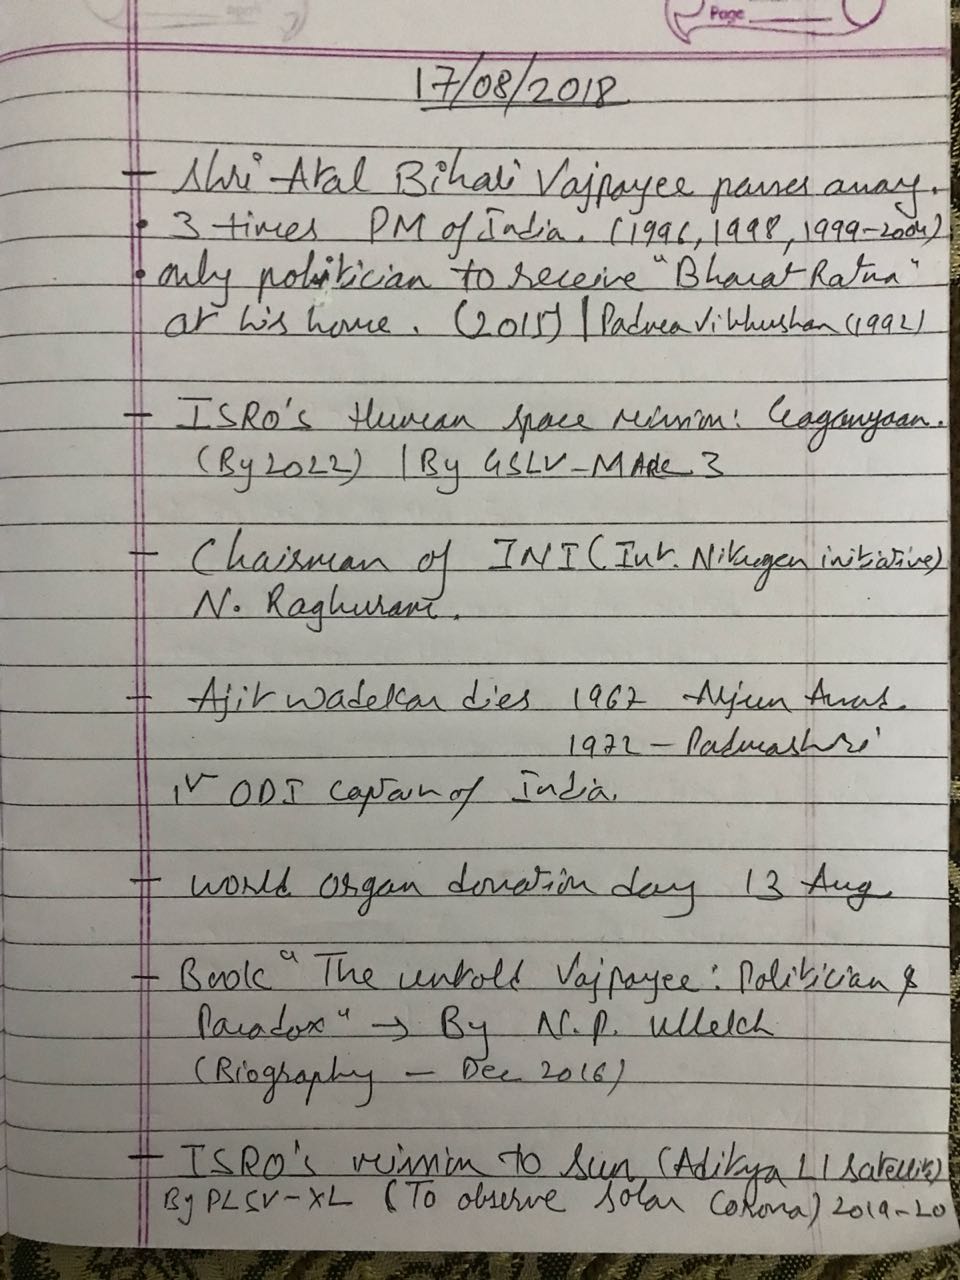 Page
17/08/2018
- Shri Atal Bihari Vajpayee passes away.
• 3 times PM of India. (1996, 1998, 1999-2004)
• only politician to receive "Bharat Ratna"
at his home. (2015) | Padma Vibhushan (1992)
- ISRO's Human space mission: Gaganyaan.
(By 2022) | By GSLV-MARK 3
- Chairman of INI (Int. Nitrogen initiative)
N. Raghuram.
- Ajit Wadekar dies 1967 Arjun Award.
1972 - Padmashri
1st ODI Captain of India.
- World organ donation day 13 Aug
- Book "The untold Vajpayee: Politician &
Paradox" → By N.P. Ullekh
(Biography - Dec 2016)
- ISRO's mission to Sun (Aditya L1 Satellite)
By PLSV-XL (To observe Solar Corona) 2019-20